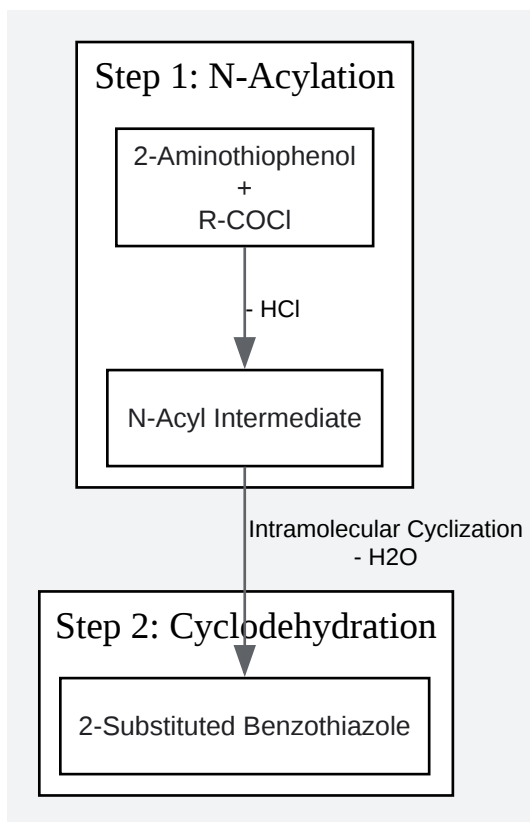 Step 1: N-Acylation
2-Aminothiophenol
+
R-COCl
- HCl
N-Acyl Intermediate
Intramolecular Cyclization
- H2O
Step 2: Cyclodehydration
2-Substituted Benzothiazole